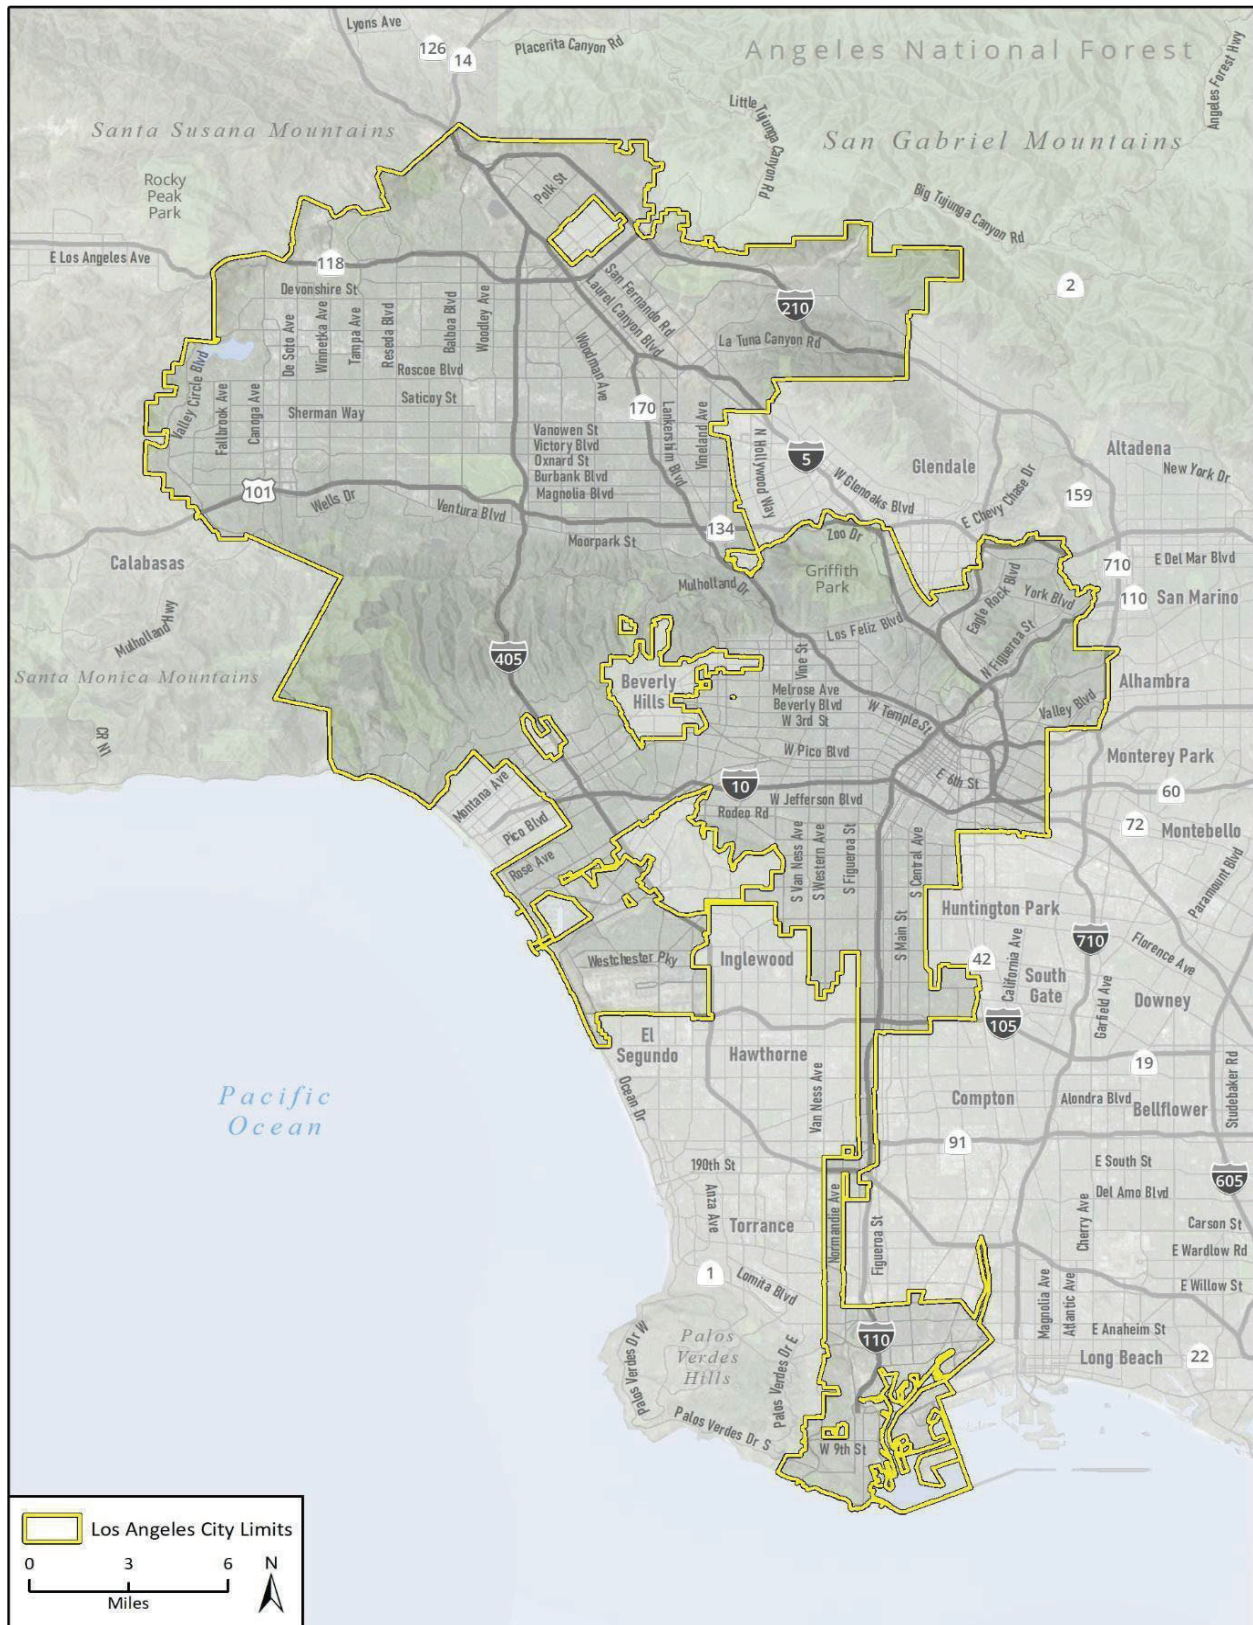 Lyons Ave
126
14
Placerita Canyon Rd
Angeles National Forest
Angeles Forest Hwy
Little Tujunga Canyon Rd
Santa Susana Mountains
San Gabriel Mountains
Rocky
Peak
Park
Polk St
Big Tujunga Canyon Rd
E Los Angeles Ave
118
Devonshire St
San Fernando Rd
Laurel Canyon Blvd
2
210
De Soto Ave
Winnetka Ave
Tampa Ave
Reseda Blvd
Balboa Blvd
Woodley Ave
Woodman Ave
La Tuna Canyon Rd
Valley Circle Blvd
Roscoe Blvd
Fallbrook Ave
Canoga Ave
Saticoy St
Sherman Way
170
Lankershim Blvd
Vineland Ave
N Hollywood Way
Vanowen St
Victory Blvd
Oxnard St
Burbank Blvd
Magnolia Blvd
5
Glendale
Altadena
New York Dr
W Glenoaks Blvd
E Chevy Chase Dr
159
101
Wells Dr
Ventura Blvd
134
Moorpark St
Zoo Dr
Calabasas
Mulholland Dr
Griffith
Park
Eagle Rock Blvd
York Blvd
710
E Del Mar Blvd
110
San Marino
Mulholland Hwy
Los Feliz Blvd
N Figueroa St
405
Santa Monica Mountains
Beverly
Hills
Vine St
Melrose Ave
Beverly Blvd
W 3rd St
W Temple St
Alhambra
Valley Blvd
CR N1
W Pico Blvd
Monterey Park
Montana Ave
10
E 6th St
W Jefferson Blvd
60
Rodeo Rd
Pico Blvd
72
Montebello
Rose Ave
S Van Ness Ave
S Western Ave
S Figueroa St
S Central Ave
Paramount Blvd
Huntington Park
S Main St
710
Florence Ave
Westchester Pky
Inglewood
42
California Ave
South
Gate
Garfield Ave
Downey
105
El
Segundo
Hawthorne
19
Studebaker Rd
Pacific
Ocean
Ocean Dr
Van Ness Ave
Compton
Alondra Blvd
Bellflower
91
190th St
E South St
605
Del Amo Blvd
Anza Ave
Torrance
Normandie Ave
Figueroa St
Cherry Ave
Carson St
E Wardlow Rd
1
Lomita Blvd
E Willow St
Magnolia Ave
Atlantic Ave
110
E Anaheim St
Palos
Verdes
Hills
Palos Verdes Dr W
Palos Verdes Dr E
Long Beach
22
Palos Verdes Dr S
W 9th St
Los Angeles City Limits
0 3 6
Miles
N